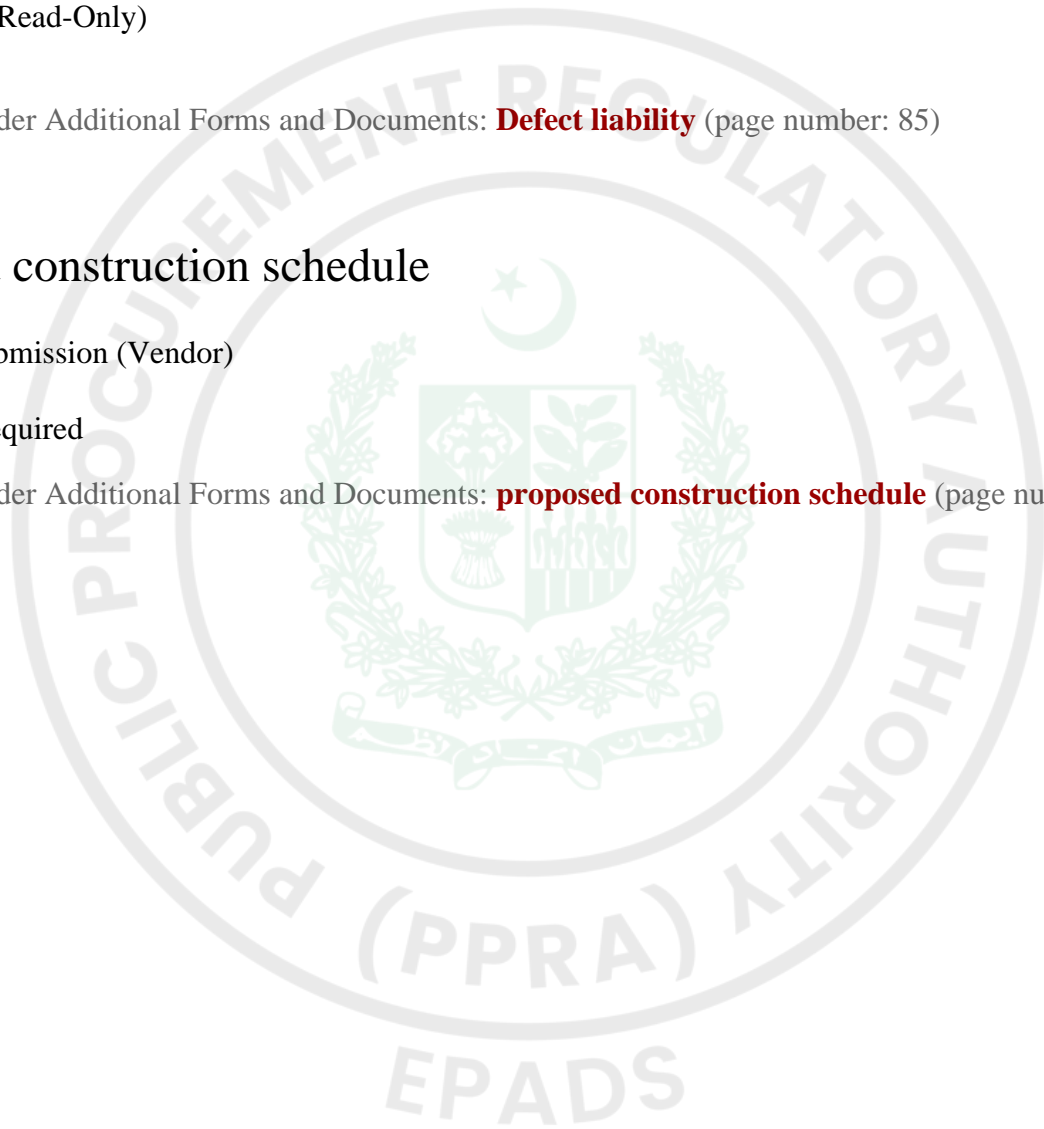 Read-Only)
der Additional Forms and Documents: Defect liability (page number: 85)
construction schedule
omission (Vendor)
equired
der Additional Forms and Documents: proposed construction schedule (page nu
PUBLIC PROCUREMENT REGULATORY AUTHORITY
(PPRA)
EPADS